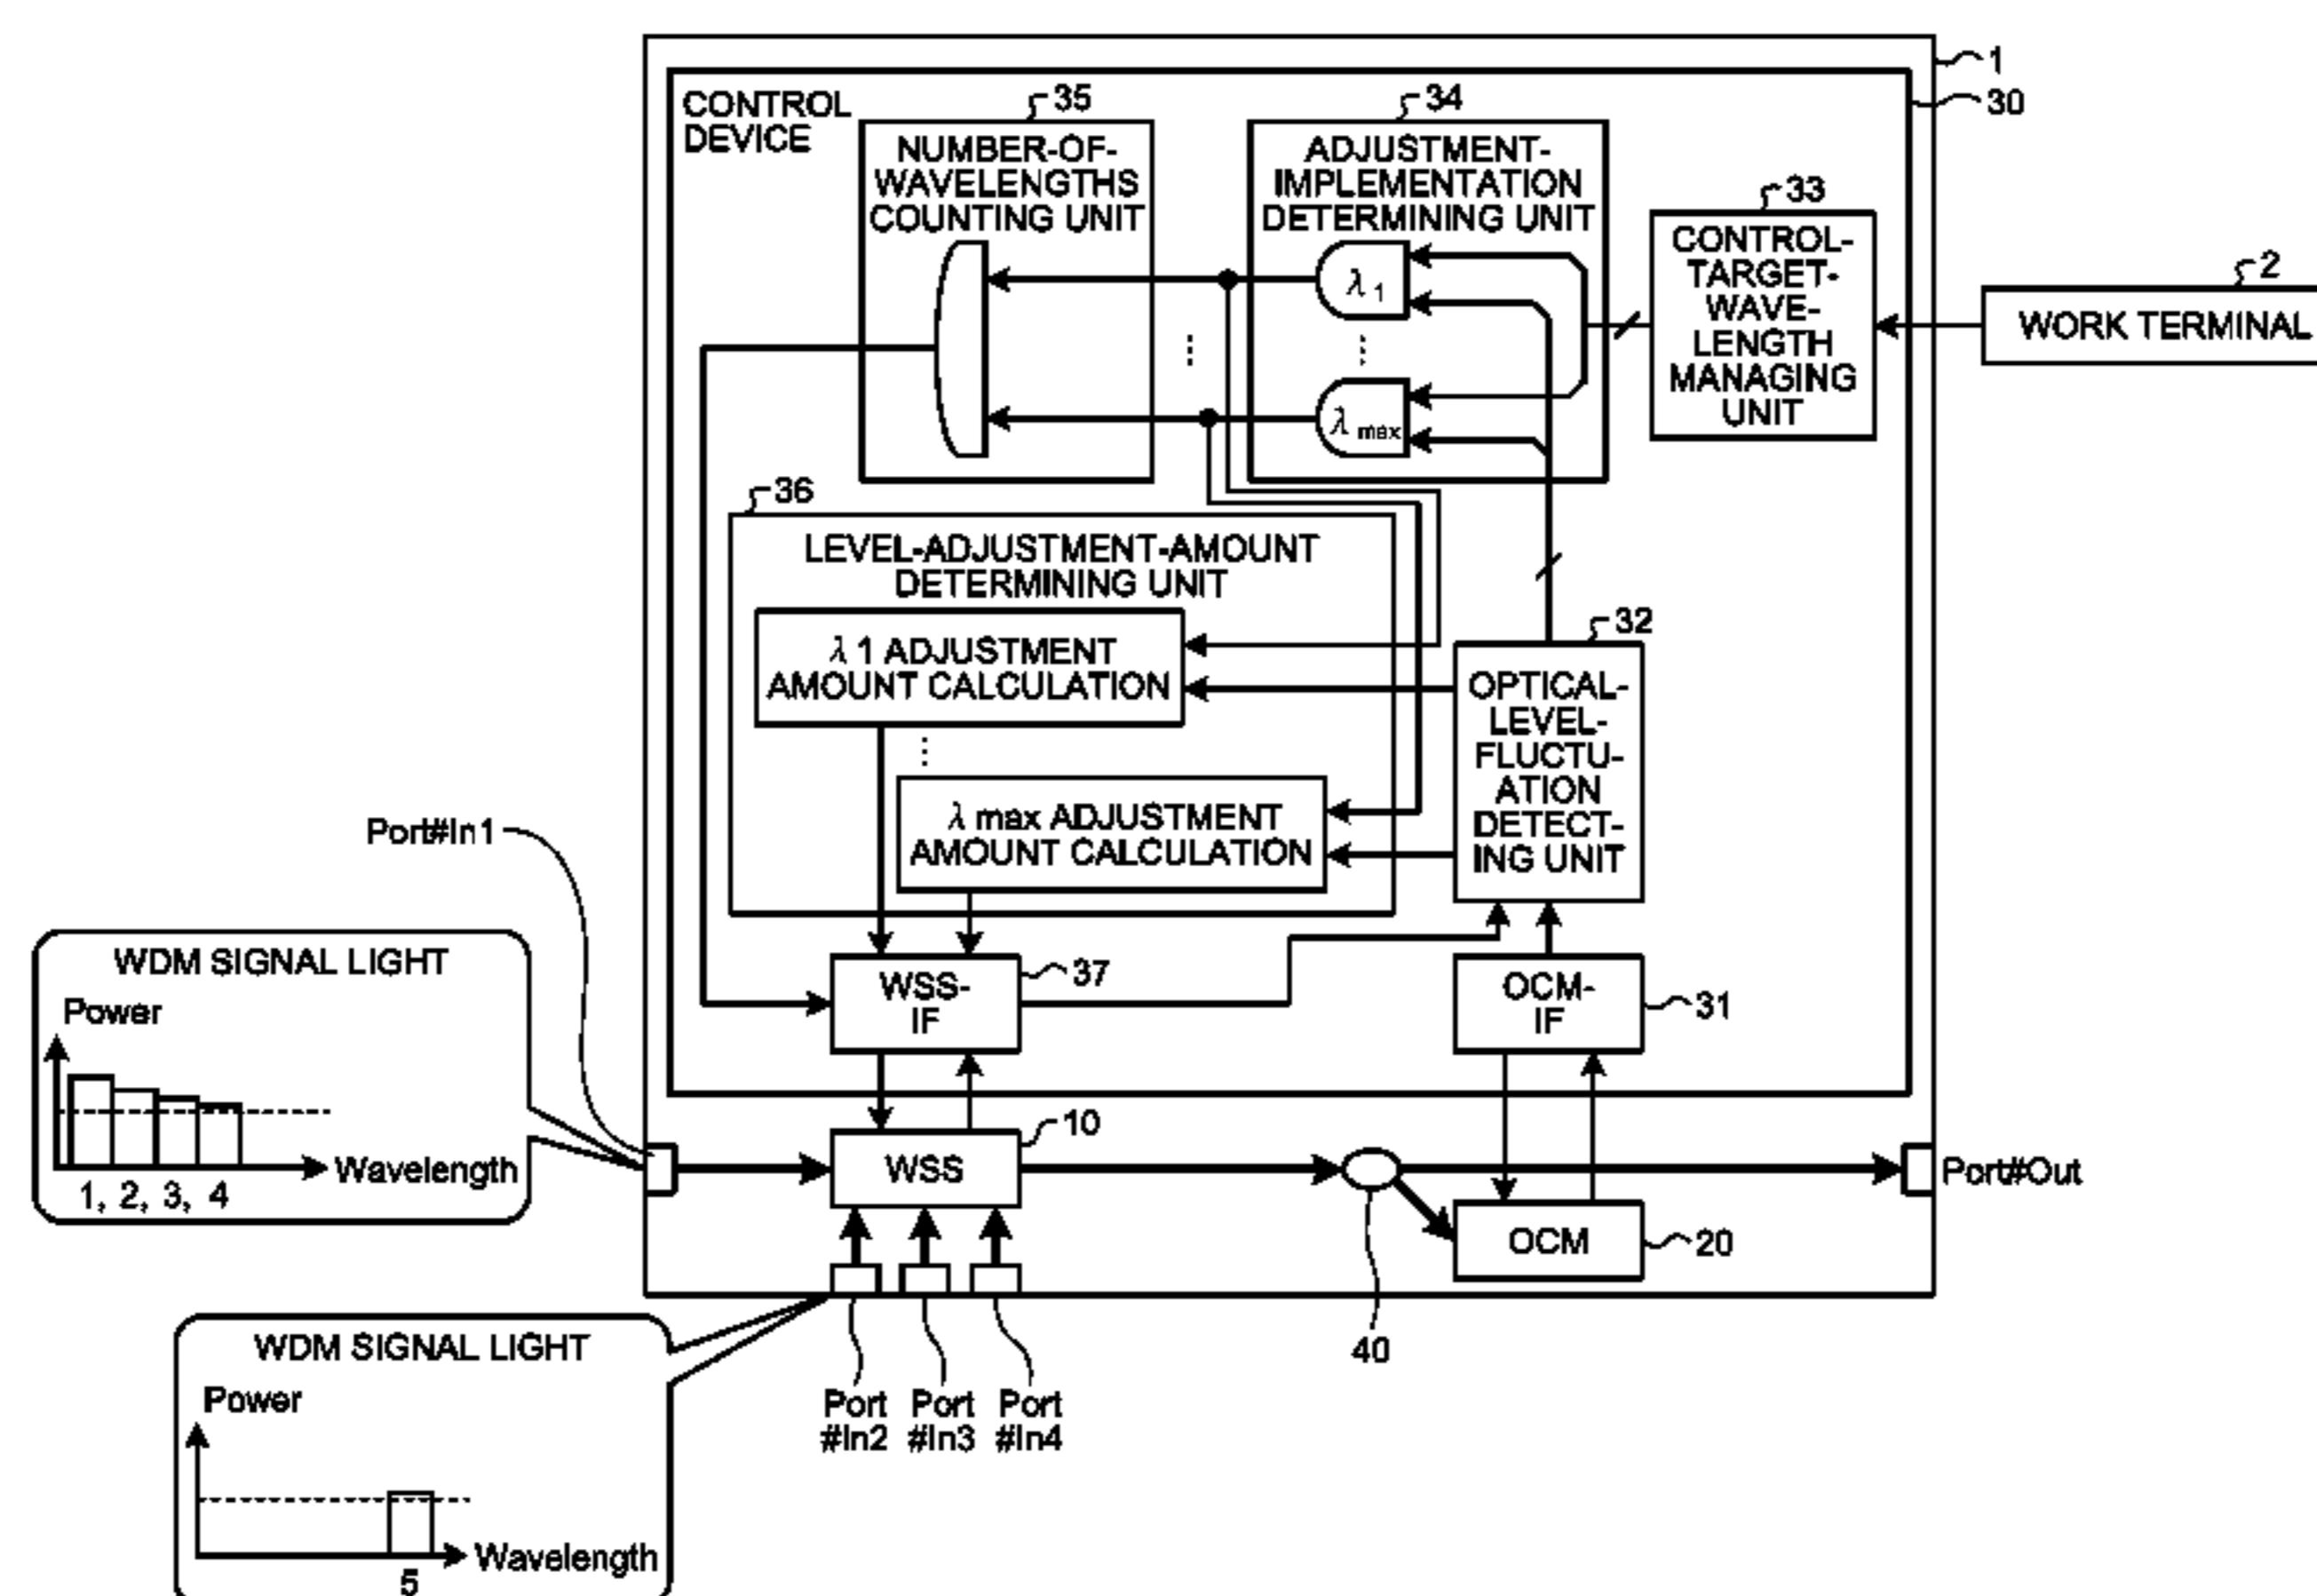 1
30
CONTROL
DEVICE
35
NUMBER-OF-
WAVELENGTHS
COUNTING UNIT
34
ADJUSTMENT-
IMPLEMENTATION
DETERMINING UNIT
λ 1
λ max
33
CONTROL-
TARGET-
WAVE-
LENGTH
MANAGING
UNIT
2
WORK TERMINAL
36
LEVEL-ADJUSTMENT-AMOUNT
DETERMINING UNIT
λ 1 ADJUSTMENT
AMOUNT CALCULATION
λ max ADJUSTMENT
AMOUNT CALCULATION
32
OPTICAL-
LEVEL-
FLUCTU-
ATION
DETECT-
ING UNIT
Port#In1
WSS-
IF
37
OCM-
IF
31
WDM SIGNAL LIGHT
Power
Wavelength
1, 2, 3, 4
WSS
10
Port#Out
OCM
20
40
Port
#In2
Port
#In3
Port
#In4
WDM SIGNAL LIGHT
Power
Wavelength
5